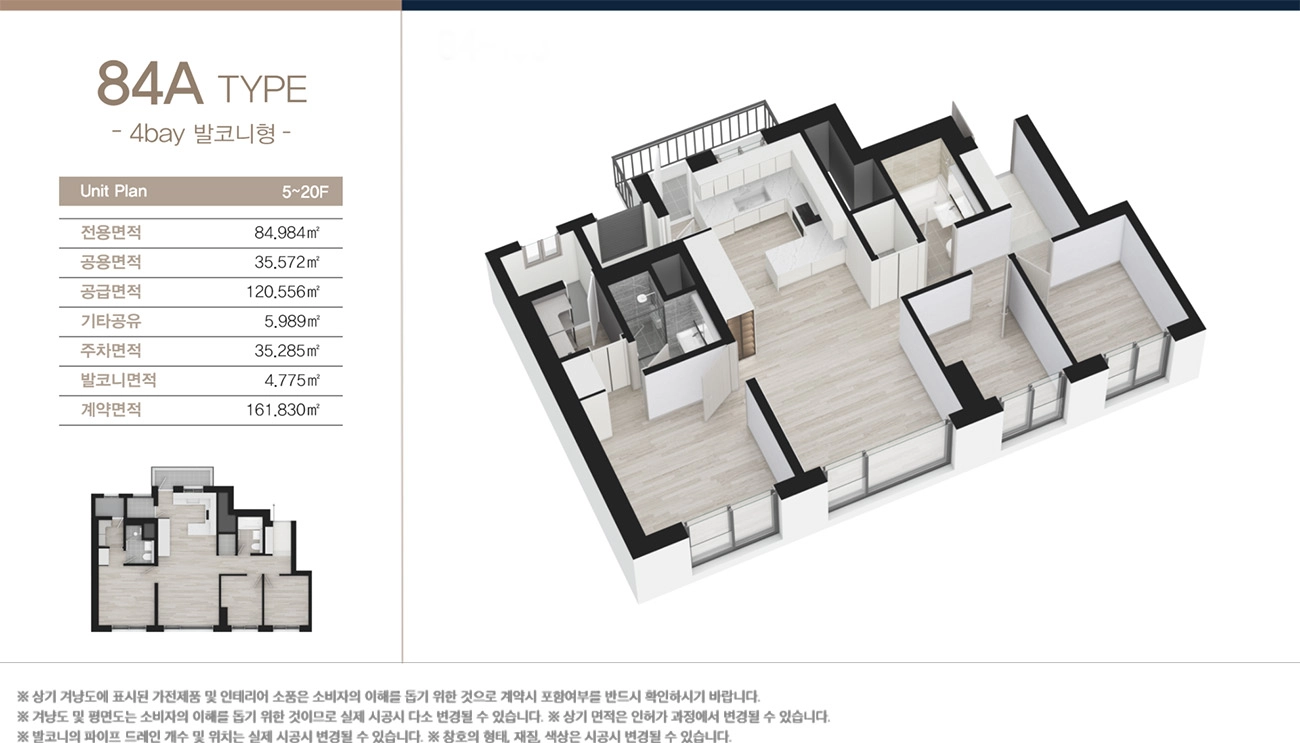 84A TYPE
- 4bay 발코니형 -
Unit Plan 5~20F
전용면적 84.984㎡
공용면적 35.572㎡
공급면적 120.556㎡
기타공유 5.989㎡
주차면적 35.285㎡
발코니면적 4.775㎡
계약면적 161.830㎡
※ 상기 겨냥도에 표시된 가전제품 및 인테리어 소품은 소비자의 이해를 돕기 위한 것으로 계약시 포함여부를 반드시 확인하시기 바랍니다.
※ 겨냥도 및 평면도는 소비자의 이해를 돕기 위한 것이므로 실제 시공시 다소 변경될 수 있습니다. ※ 상기 면적은 인허가 과정에서 변경될 수 있습니다.
※ 발코니의 파이프 드레인 개수 및 위치는 실제 시공시 변경될 수 있습니다. ※ 창호의 형태, 재질, 색상은 시공시 변경될 수 있습니다.